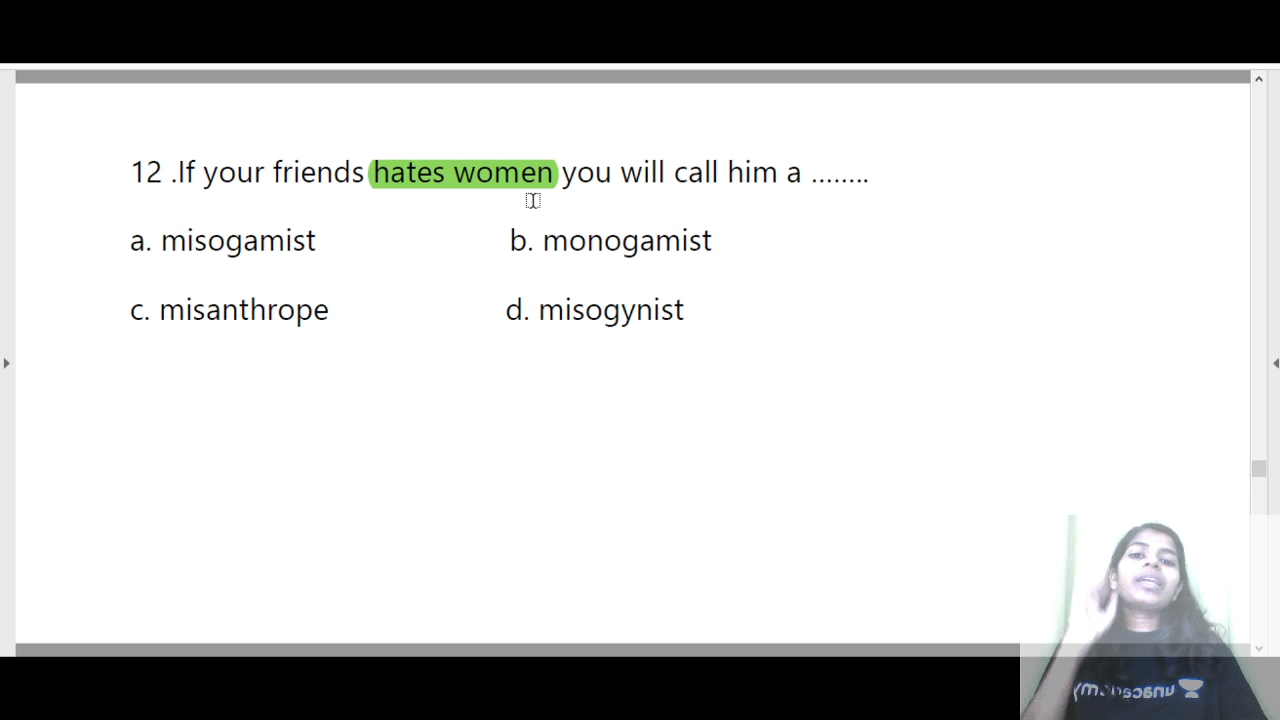 12 .If your friends hates women you will call him a ........
a. misogamist b. monogamist
c. misanthrope d. misogynist